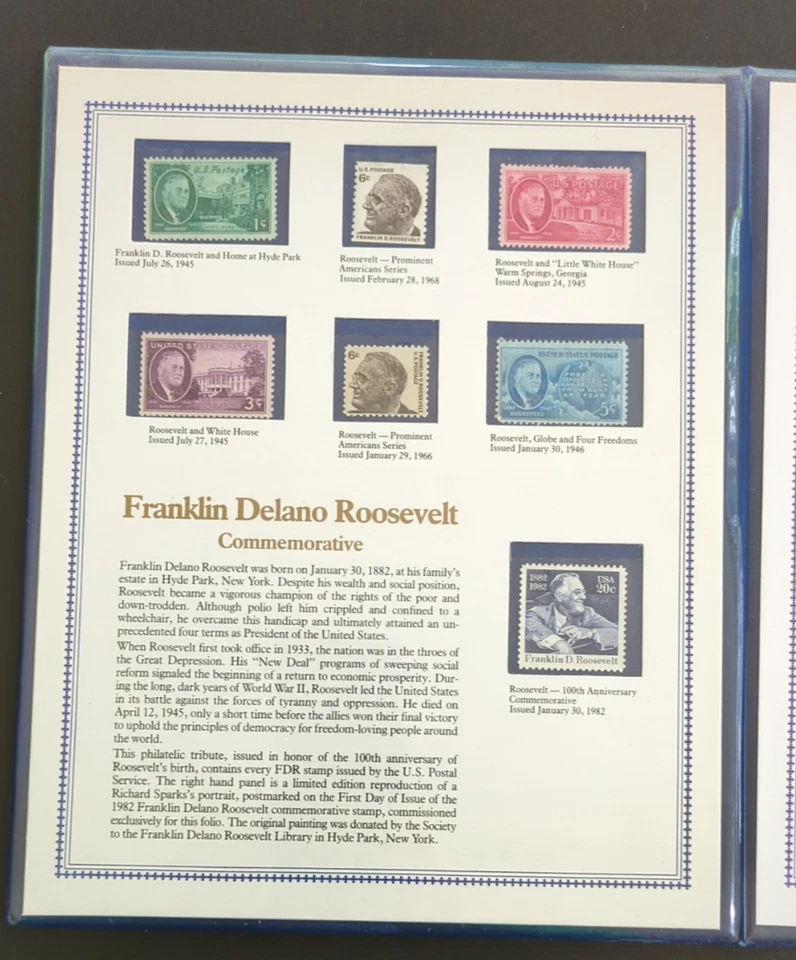 U.S. Postage
1¢
Franklin D. Roosevelt and Home at Hyde Park
Issued July 26, 1945
U.S. POSTAGE
6¢
FRANKLIN D. ROOSEVELT
Roosevelt — Prominent
Americans Series
Issued February 28, 1968
U.S. POSTAGE
2¢
Roosevelt and "Little White House"
Warm Springs, Georgia
Issued August 24, 1945
UNITED STATES POSTAGE
3¢
Roosevelt and White House
Issued July 27, 1945
6¢
FRANKLIN D. ROOSEVELT
U.S. POSTAGE
Roosevelt — Prominent
Americans Series
Issued January 29, 1966
UNITED STATES POSTAGE
1882 1945
ROOSEVELT
5¢
Roosevelt, Globe and Four Freedoms
Issued January 30, 1946
Franklin Delano Roosevelt
Commemorative
Franklin Delano Roosevelt was born on January 30, 1882, at his family's
estate in Hyde Park, New York. Despite his wealth and social position,
Roosevelt became a vigorous champion of the rights of the poor and
down-trodden. Although polio left him crippled and confined to a
wheelchair, he overcame this handicap and ultimately attained an un-
precedented four terms as President of the United States.
When Roosevelt first took office in 1933, the nation was in the throes of
the Great Depression. His "New Deal" programs of sweeping social
reform signaled the beginning of a return to economic prosperity. Dur-
ing the long, dark years of World War II, Roosevelt led the United States
in its battle against the forces of tyranny and oppression. He died on
April 12, 1945, only a short time before the allies won their final victory
to uphold the principles of democracy for freedom-loving people around
the world.
This philatelic tribute, issued in honor of the 100th anniversary of
Roosevelt's birth, contains every FDR stamp issued by the U.S. Postal
Service. The right hand panel is a limited edition reproduction of a
Richard Sparks's portrait, postmarked on the First Day of Issue of the
1982 Franklin Delano Roosevelt commemorative stamp, commissioned
exclusively for this folio. The original painting was donated by the Society
to the Franklin Delano Roosevelt Library in Hyde Park, New York.
1882
1982
USA
20c
Franklin D. Roosevelt
Roosevelt — 100th Anniversary
Commemorative
Issued January 30, 1982